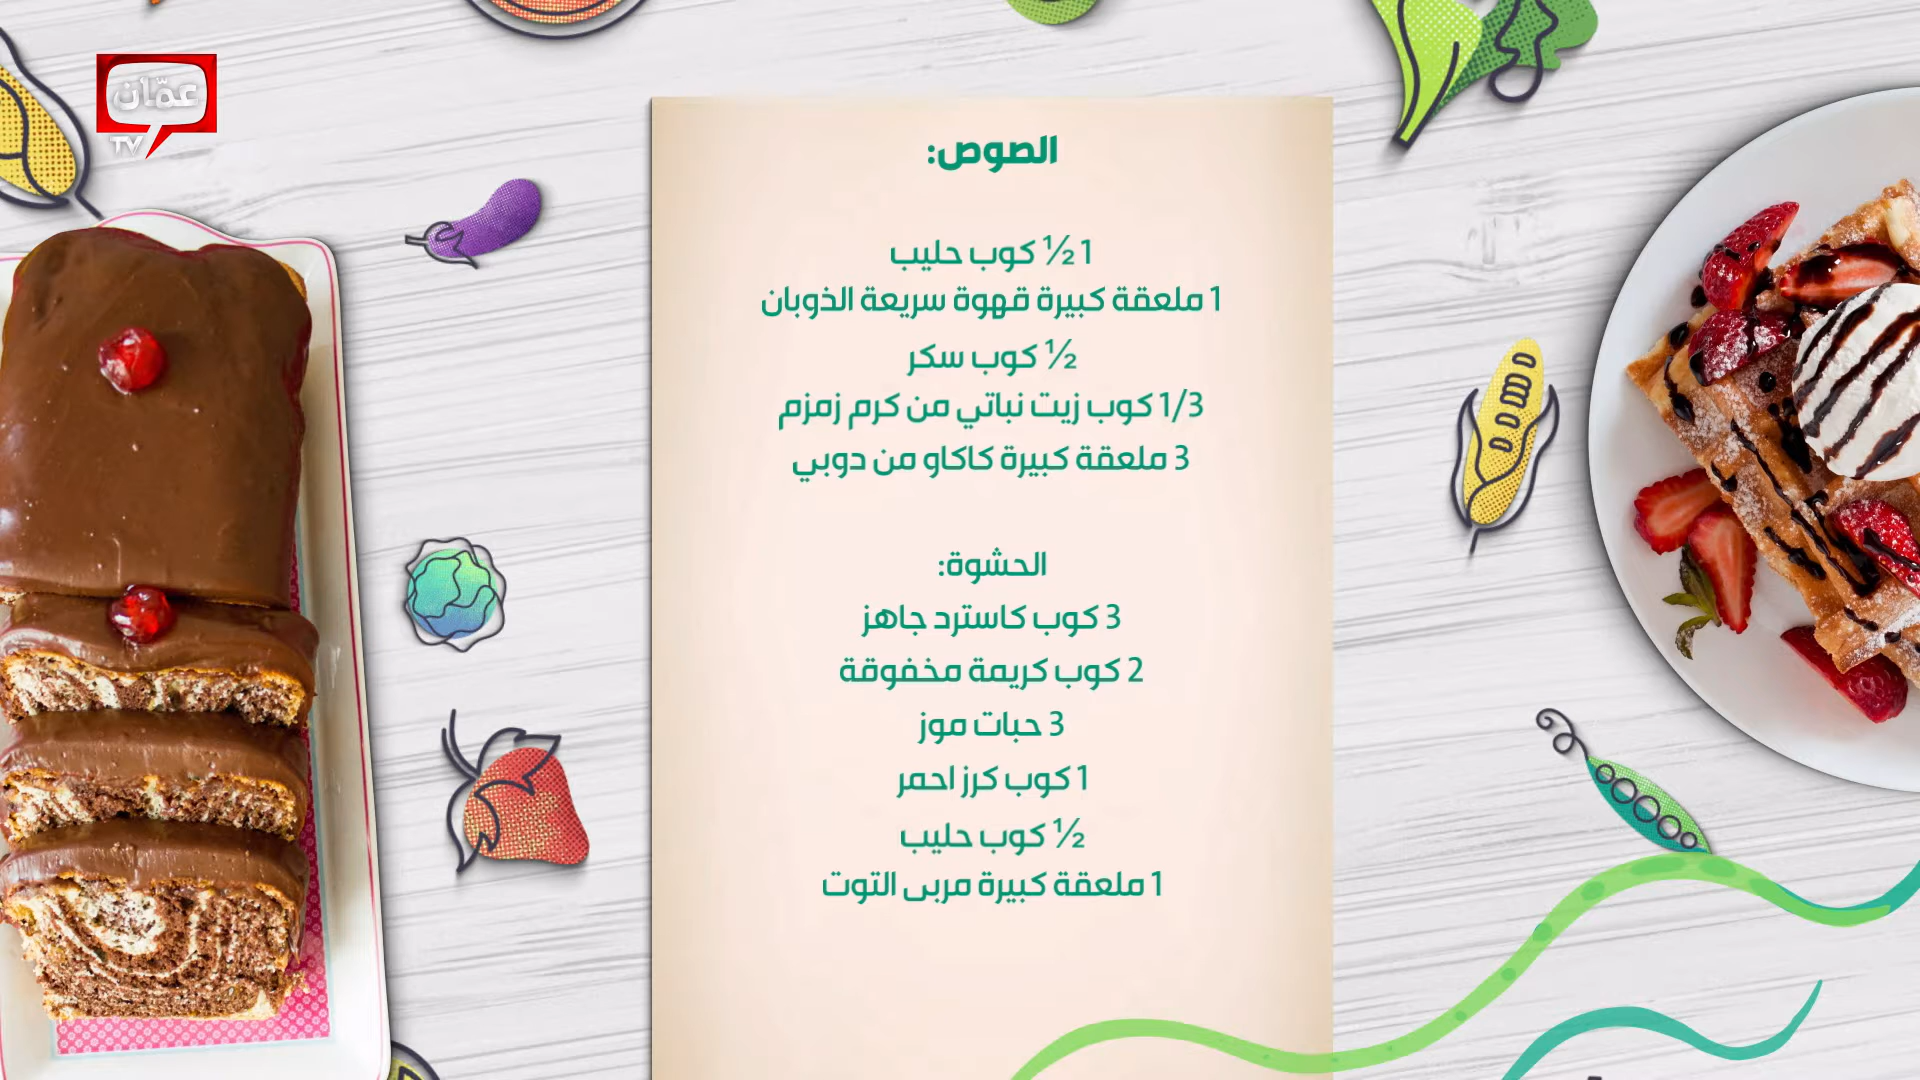 عمّان
TV
الصوص:
1 ½ كوب حليب
1 ملعقة كبيرة قهوة سريعة الذوبان
½ كوب سكر
1/3 كوب زيت نباتي من كرم زمزم
3 ملعقة كبيرة كاكاو من دوبي
الحشوة:
3 كوب كاسترد جاهز
2 كوب كريمة مخفوقة
3 حبات موز
1 كوب كرز احمر
½ كوب حليب
1 ملعقة كبيرة مربى التوت